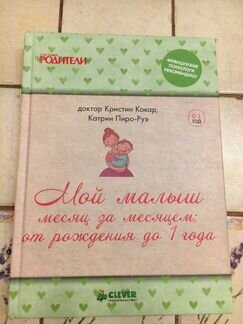 РОДИТЕЛИ
ФРАНЦУЗСКИЕ
ПСИХОЛОГИ
РЕКОМЕНДУЮТ
доктор Кристин Кокар,
Катрин Пиро-Руэ
0-1
ГОД
Мой малыш
месяц за месяцем:
от рождения до 1 года
CLEVER
ИЗДАТЕЛЬСТВО